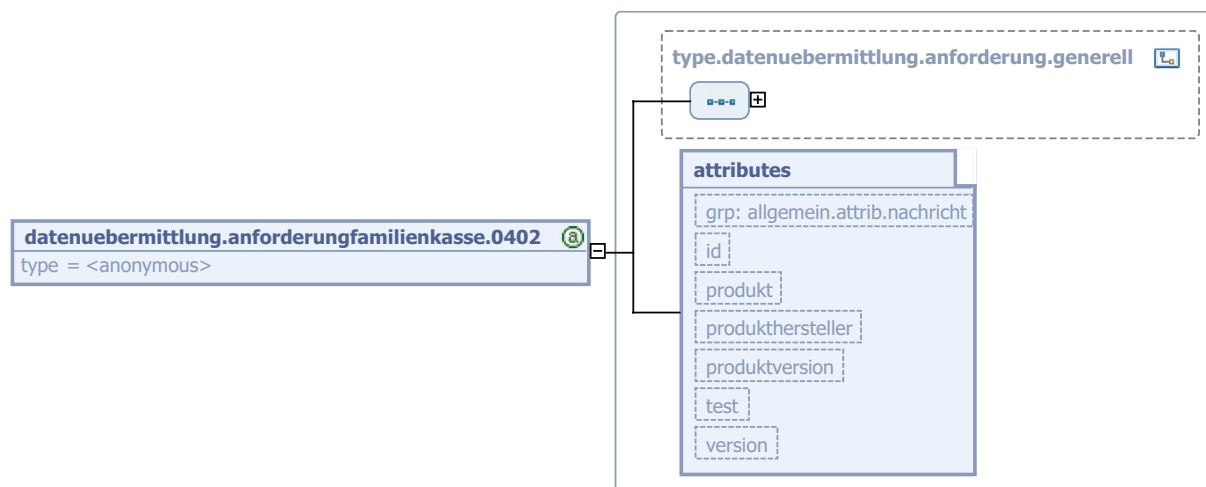 type.datenuebermittlung.anforderung.generell
attributes
grp: allgemein.attrib.nachricht
datenuebermittlung.anforderungfamilienkasse.0402 a
type = <anonymous>
id
produkt
produkthersteller
produktversion
test
version